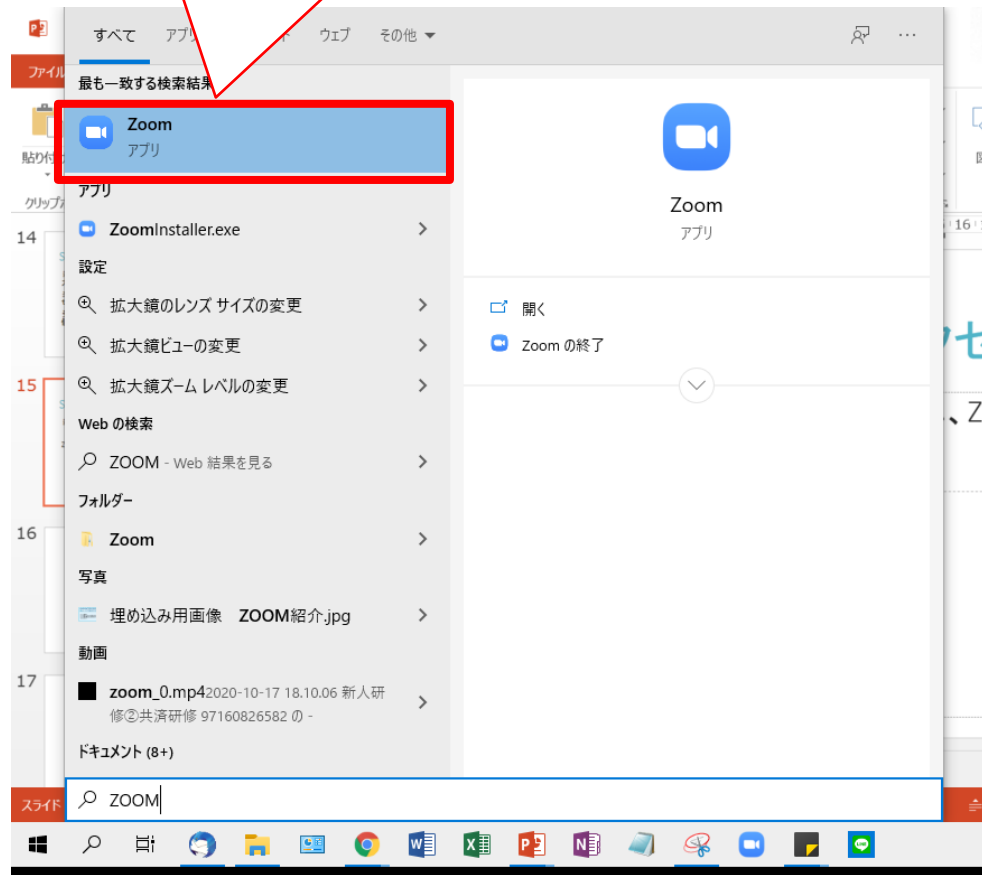 すべて アプリ ウェブ その他
ファイル
最も一致する検索結果
Zoom
アプリ
貼り付け
アプリ
クリップ
ZoomInstaller.exe
設定
拡大鏡のレンズ サイズの変更
拡大鏡ビューの変更
拡大鏡ズーム レベルの変更
Web の検索
ZOOM - Web 結果を見る
フォルダー
Zoom
写真
埋め込み用画像 ZOOM紹介.jpg
動画
zoom_0.mp42020-10-17 18.10.06 新人研
修②共済研修 97160826582 の -
ドキュメント (8+)
ZOOM
Zoom
アプリ
開く
Zoom の終了
14
15
16
17
スライド
16
セ
、Z